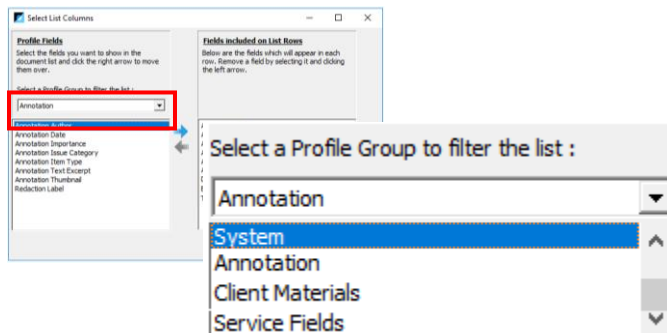 Select List Columns
Profile Fields
Select the fields you want to show in the
document list and click the right arrow to move
them over.
Select a Profile Group to filter the list :
Annotation
Annotation Author
Annotation Date
Annotation Importance
Annotation Issue Category
Annotation Item Type
Annotation Text Excerpt
Annotation Thumbnail
Redaction Label
Fields included on List Rows
Below are the fields which will appear in each
row. Remove a field by selecting it and clicking
the left arrow.
Select a Profile Group to filter the list :
Annotation
System
Annotation
Client Materials
Service Fields